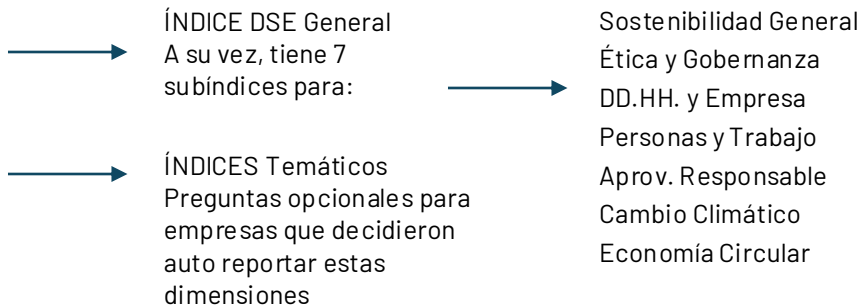 ÍNDICE DSE General
A su vez, tiene 7
subíndices para:
Sostenibilidad General
Ética y Gobernanza
DD.HH. y Empresa
Personas y Trabajo
Aprov. Responsable
Cambio Climático
Economía Circular
ÍNDICES Temáticos
Preguntas opcionales para
empresas que decidieron
auto reportar estas
dimensiones